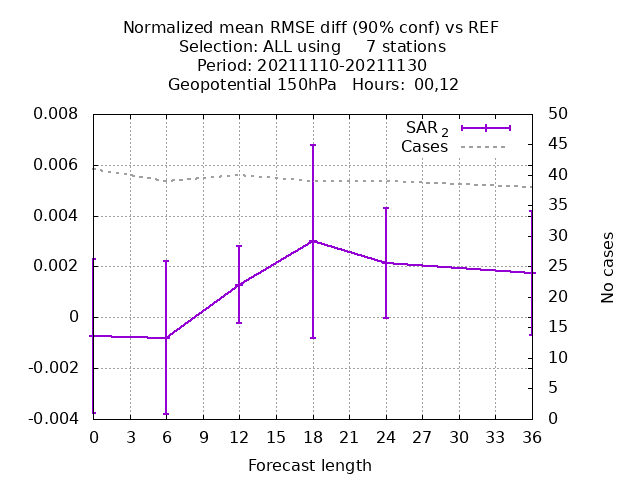 Normalized mean RMSE diff (90% conf) vs REF
Selection: ALL using     7 stations
Period: 20211110-20211130
Geopotential 150hPa   Hours:  00,12
SAR 2
Cases
0.008
0.006
0.004
0.002
0
-0.002
-0.004
50
45
40
35
30
25
20
15
10
5
0
No cases
0 3 6 9 12 15 18 21 24 27 30 33 36
Forecast length